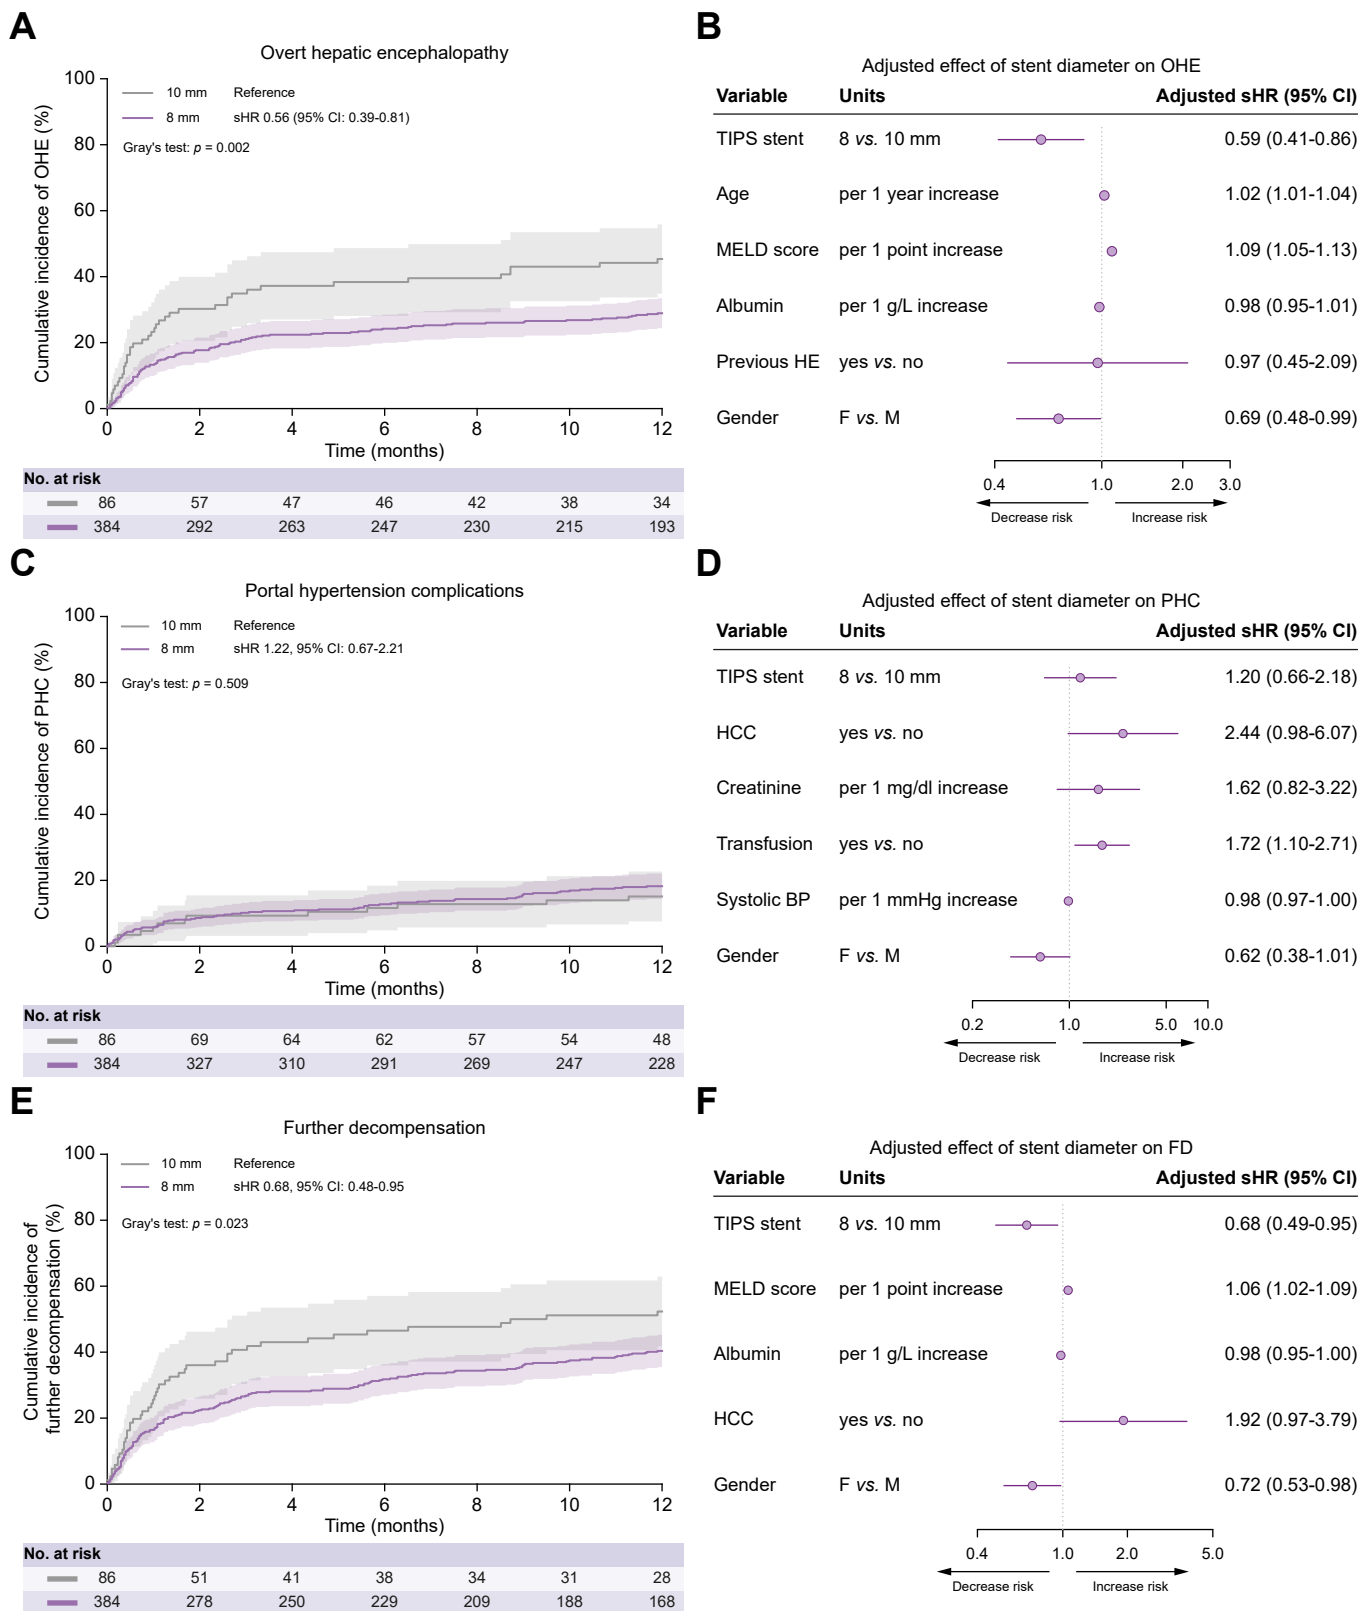 A
Overt hepatic encephalopathy
10 mm Reference
8 mm sHR 0.56 (95% CI: 0.39-0.81)
Gray's test: p = 0.002
Cumulative incidence of OHE (%)
100
80
60
40
20
0
0 2 4 6 8 10 12
Time (months)
No. at risk
86 57 47 46 42 38 34
384 292 263 247 230 215 193
B
Adjusted effect of stent diameter on OHE
Variable Units Adjusted sHR (95% CI)
TIPS stent 8 vs. 10 mm 0.59 (0.41-0.86)
Age per 1 year increase 1.02 (1.01-1.04)
MELD score per 1 point increase 1.09 (1.05-1.13)
Albumin per 1 g/L increase 0.98 (0.95-1.01)
Previous HE yes vs. no 0.97 (0.45-2.09)
Gender F vs. M 0.69 (0.48-0.99)
0.4 1.0 2.0 3.0
Decrease risk Increase risk
C
Portal hypertension complications
10 mm Reference
8 mm sHR 1.22, 95% CI: 0.67-2.21
Gray's test: p = 0.509
Cumulative incidence of PHC (%)
100
80
60
40
20
0
0 2 4 6 8 10 12
Time (months)
No. at risk
86 69 64 62 57 54 48
384 327 310 291 269 247 228
D
Adjusted effect of stent diameter on PHC
Variable Units Adjusted sHR (95% CI)
TIPS stent 8 vs. 10 mm 1.20 (0.66-2.18)
HCC yes vs. no 2.44 (0.98-6.07)
Creatinine per 1 mg/dl increase 1.62 (0.82-3.22)
Transfusion yes vs. no 1.72 (1.10-2.71)
Systolic BP per 1 mmHg increase 0.98 (0.97-1.00)
Gender F vs. M 0.62 (0.38-1.01)
0.2 1.0 5.0 10.0
Decrease risk Increase risk
E
Further decompensation
10 mm Reference
8 mm sHR 0.68, 95% CI: 0.48-0.95
Gray's test: p = 0.023
Cumulative incidence of
further decompensation (%)
100
80
60
40
20
0
0 2 4 6 8 10 12
Time (months)
No. at risk
86 51 41 38 34 31 28
384 278 250 229 209 188 168
F
Adjusted effect of stent diameter on FD
Variable Units Adjusted sHR (95% CI)
TIPS stent 8 vs. 10 mm 0.68 (0.49-0.95)
MELD score per 1 point increase 1.06 (1.02-1.09)
Albumin per 1 g/L increase 0.98 (0.95-1.00)
HCC yes vs. no 1.92 (0.97-3.79)
Gender F vs. M 0.72 (0.53-0.98)
0.4 1.0 2.0 5.0
Decrease risk Increase risk